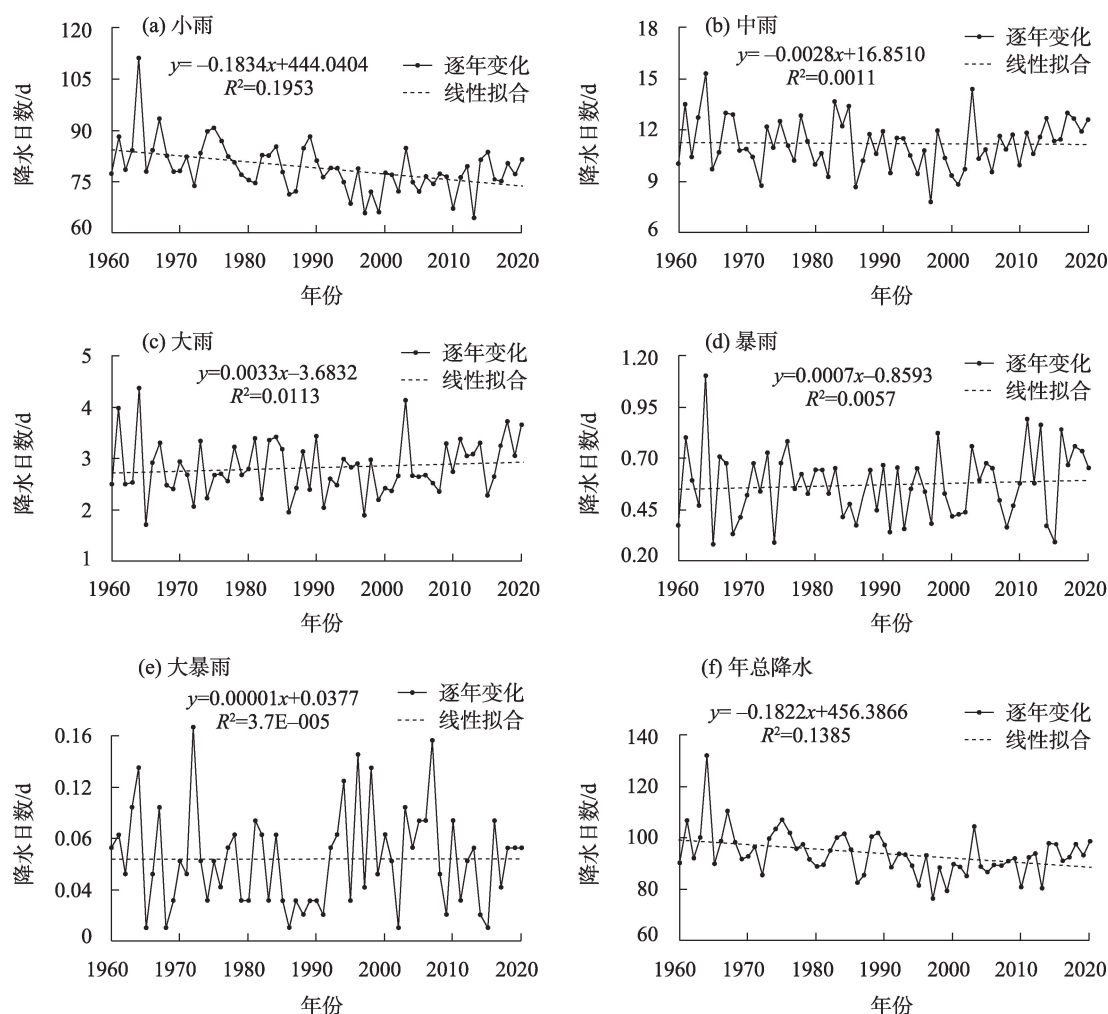 (a) 小雨
y= –0.1834x+444.0404
R²=0.1953
逐年变化
线性拟合
降水日数/d
120
105
90
75
60
1960 1970 1980 1990 2000 2010 2020
年份
(b) 中雨
y= –0.0028x+16.8510
R²=0.0011
逐年变化
线性拟合
降水日数/d
18
15
12
9
6
1960 1970 1980 1990 2000 2010 2020
年份
(c) 大雨
y=0.0033x–3.6832
R²=0.0113
逐年变化
线性拟合
降水日数/d
5
4
3
2
1
1960 1970 1980 1990 2000 2010 2020
年份
(d) 暴雨
y=0.0007x–0.8593
R²=0.0057
逐年变化
线性拟合
降水日数/d
1.20
0.95
0.70
0.45
0.20
1960 1970 1980 1990 2000 2010 2020
年份
(e) 大暴雨
y=0.00001x+0.0377
R²=3.7E–005
逐年变化
线性拟合
降水日数/d
0.16
0.12
0.06
0.04
0
1960 1970 1980 1990 2000 2010 2020
年份
(f) 年总降水
y= –0.1822x+456.3866
R²=0.1385
逐年变化
线性拟合
降水日数/d
140
120
100
80
60
1960 1970 1980 1990 2000 2010 2020
年份